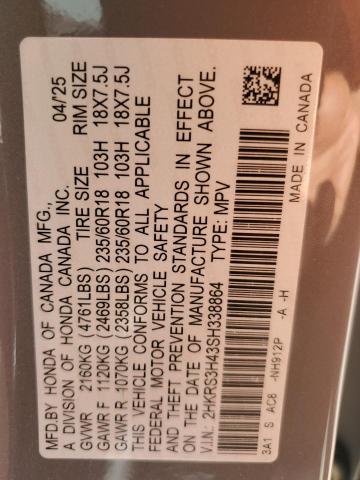 MFD.BY HONDA OF CANADA MFG.,      04/'25
A DIVISION OF HONDA CANADA INC.
TIRE SIZE   RIM SIZE
GVWR   2160KG (4761LBS)
GAWR F 1120KG (2469LBS) 235/60R18 103H 18X7.5J
GAWR R 1070KG (2358LBS) 235/60R18 103H 18X7.5J
THIS VEHICLE CONFORMS TO ALL APPLICABLE
FEDERAL MOTOR VEHICLE SAFETY
AND THEFT PREVENTION STANDARDS IN EFFECT
ON THE DATE OF MANUFACTURE SHOWN ABOVE.
V.I.N.: 2HKRS3H43SH338864   TYPE: MPV
3A1 S AC8 -NH912P -A -H   MADE IN CANADA